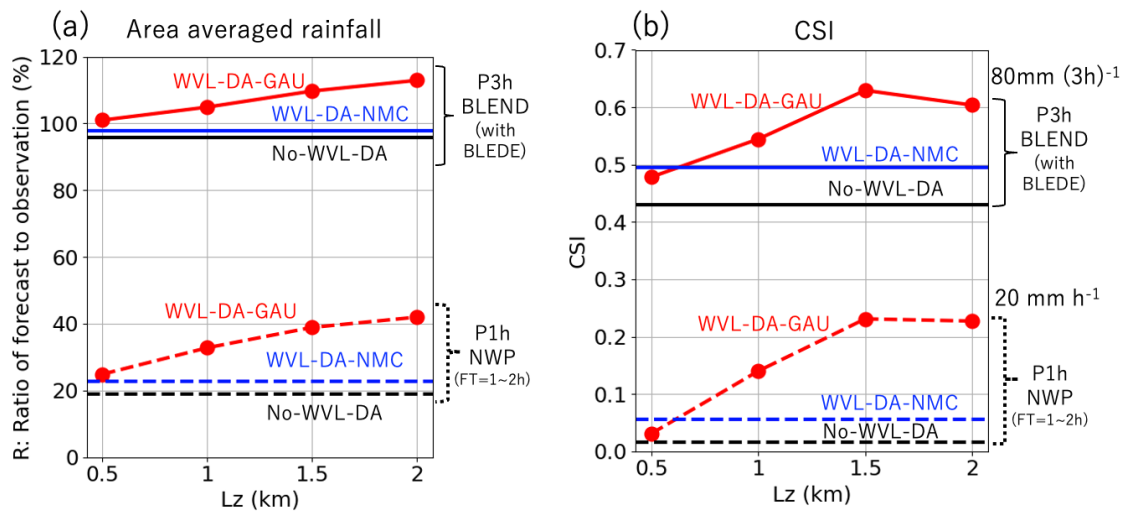 (a)
Area averaged rainfall
R: Ratio of forecast to observation (%)
120
100
80
60
40
20
0
WVL-DA-GAU
WVL-DA-NMC
No-WVL-DA
WVL-DA-GAU
WVL-DA-NMC
No-WVL-DA
0.5
1
1.5
2
Lz (km)
P3h
BLEND
(with
BLEDE)
P1h
NWP
(FT=1~2h)
(b)
CSI
CSI
0.7
0.6
0.5
0.4
0.3
0.2
0.1
0.0
WVL-DA-GAU
WVL-DA-NMC
No-WVL-DA
WVL-DA-GAU
WVL-DA-NMC
No-WVL-DA
0.5
1
1.5
2
Lz (km)
80mm (3h)⁻¹
P3h
BLEND
(with
BLEDE)
20 mm h⁻¹
P1h
NWP
(FT=1~2h)